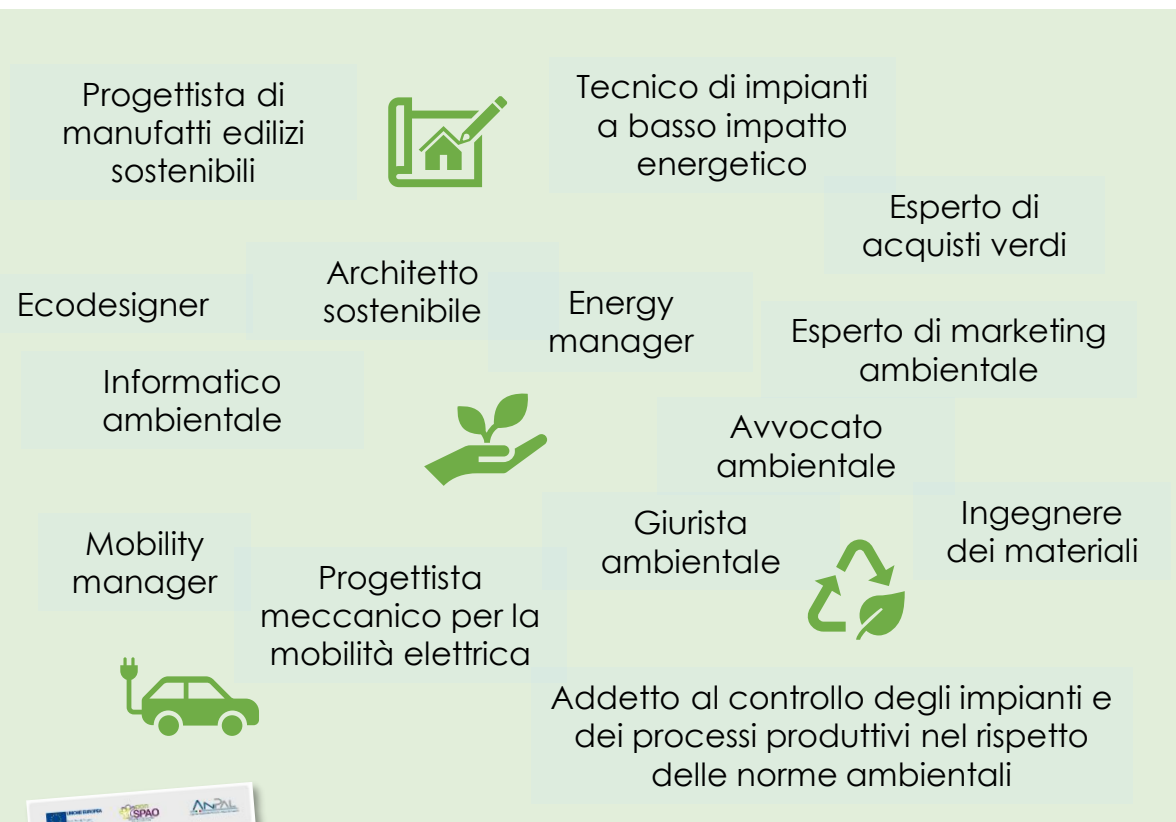 Progettista di
manufatti edilizi
sostenibili
Tecnico di impianti
a basso impatto
energetico
Esperto di
acquisti verdi
Ecodesigner
Architetto
sostenibile
Energy
manager
Esperto di marketing
ambientale
Informatico
ambientale
Avvocato
ambientale
Giurista
ambientale
Ingegnere
dei materiali
Mobility
manager
Progettista
meccanico per la
mobilità elettrica
Addetto al controllo degli impianti e
dei processi produttivi nel rispetto
delle norme ambientali
UNIONE EUROPEA
SPAO
ANPAL